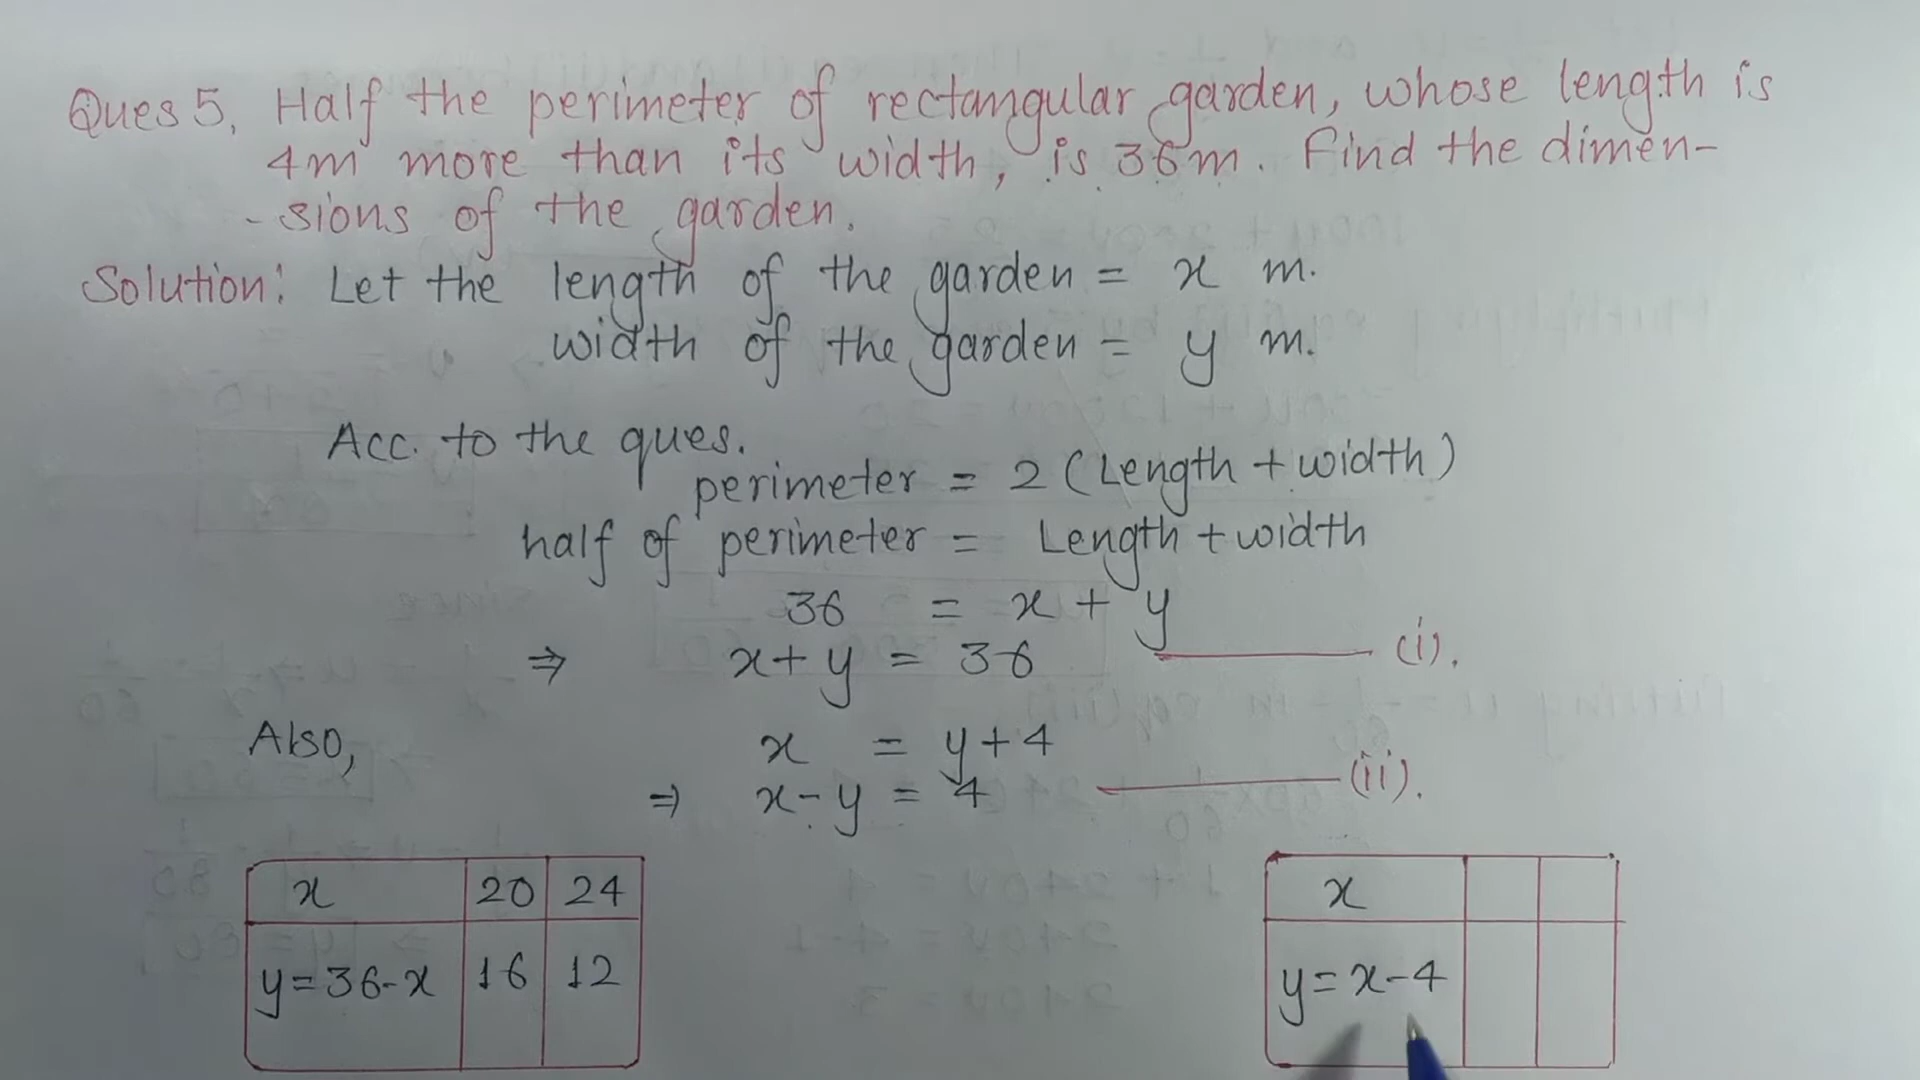 Ques 5. Half the perimeter of rectangular garden, whose length is
4m more than its width, is 36m. Find the dimen-
-sions of the garden.
Solution: Let the length of the garden = x m.
width of the garden = y m.
Acc. to the ques.
perimeter = 2 (Length + width)
half of perimeter = Length + width
36 = x + y
⇒ x + y = 36 (i).
Also, x = y + 4
⇒ x - y = 4 (ii).
x 20 24
y = 36 - x 16 12
x
y = x - 4